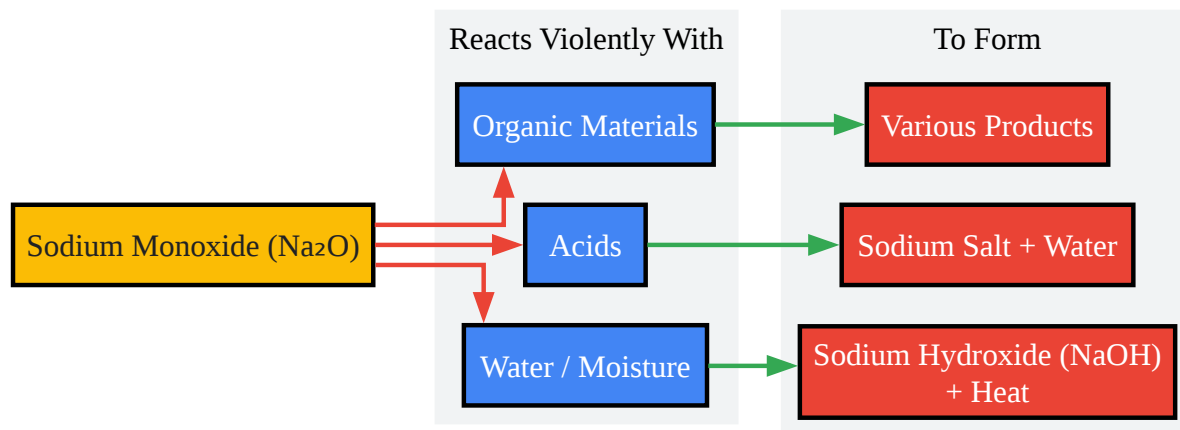 Reacts Violently With
To Form
Organic Materials
Various Products
Sodium Monoxide (Na₂O)
Acids
Sodium Salt + Water
Water / Moisture
Sodium Hydroxide (NaOH)
+ Heat